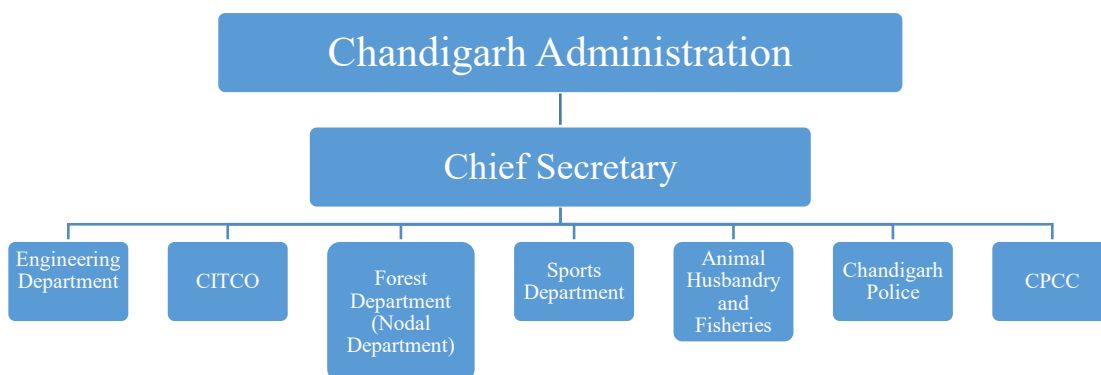 Chandigarh Administration
Chief Secretary
Engineering
Department
CITCO
Forest
Department
(Nodal
Department)
Sports
Department
Animal
Husbandry
and
Fisheries
Chandigarh
Police
CPCC